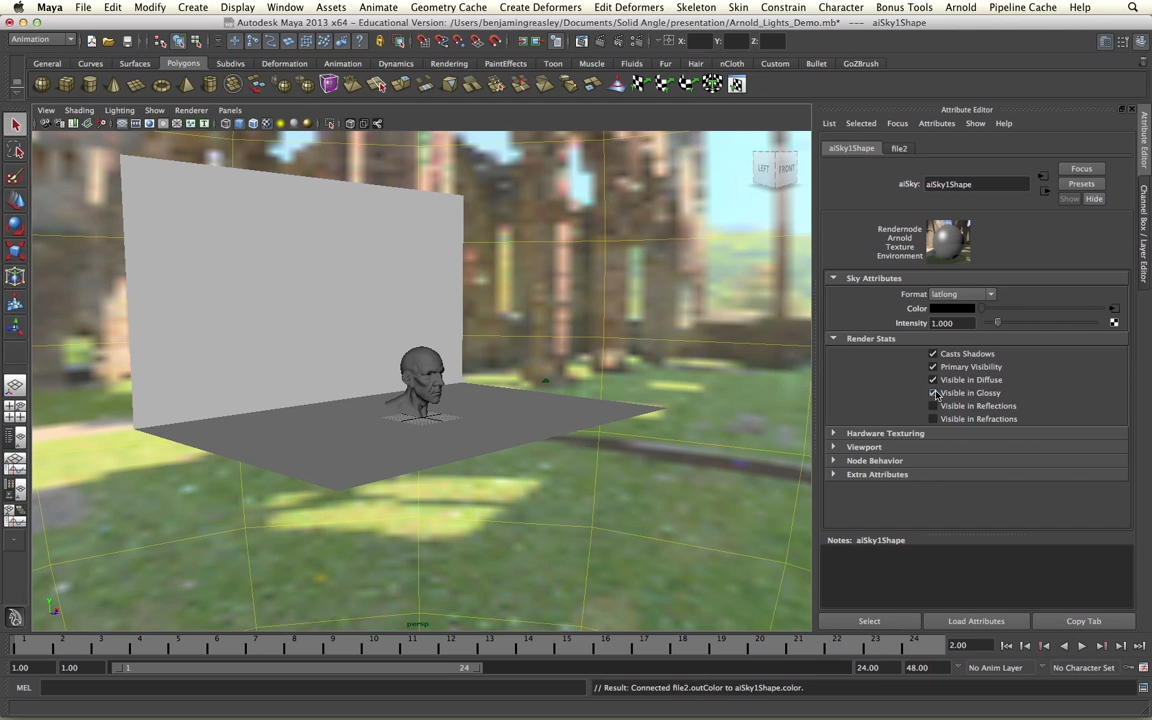 Maya File Edit Modify Create Display Window Assets Animate Geometry Cache Create Deformers Edit Deformers Skeleton Skin Constrain Character Muscle Bonus Tools Arnold Pipeline Cache Help
Autodesk Maya 2013 x64 - Educational Version: /Users/benjamingreasley/Documents/Solid Angle/presentation/Arnold_Lights_Demo.mb* --- aiSky1Shape
Animation X: Y: Z:
General Curves Surfaces Polygons Subdivs Deformation Animation Dynamics Rendering PaintEffects Toon Muscle Fluids Fur Hair nCloth Custom Bullet GoZBrush
View Shading Lighting Show Renderer Panels
LEFT FRONT
persp
Attribute Editor
List Selected Focus Attributes Show Help
aiSky1Shape file2
Focus
aiSky: aiSky1Shape Presets
Show Hide
Rendernode
Arnold
Texture
Environment
Sky Attributes
Format latlong
Color
Intensity 1.000
Render Stats
Casts Shadows
Primary Visibility
Visible in Diffuse
Visible in Glossy
Visible in Reflections
Visible in Refractions
Hardware Texturing
Viewport
Node Behavior
Extra Attributes
Notes: aiSky1Shape
Select Load Attributes Copy Tab
Attribute Editor
Channel Box / Layer Editor
1 2 3 4 5 6 7 8 9 10 11 12 13 14 15 16 17 18 19 20 21 22 23 24 2.00
1.00 1.00 1 24 24.00 48.00 No Anim Layer No Character Set
MEL // Result: Connected file2.outColor to aiSky1Shape.color.